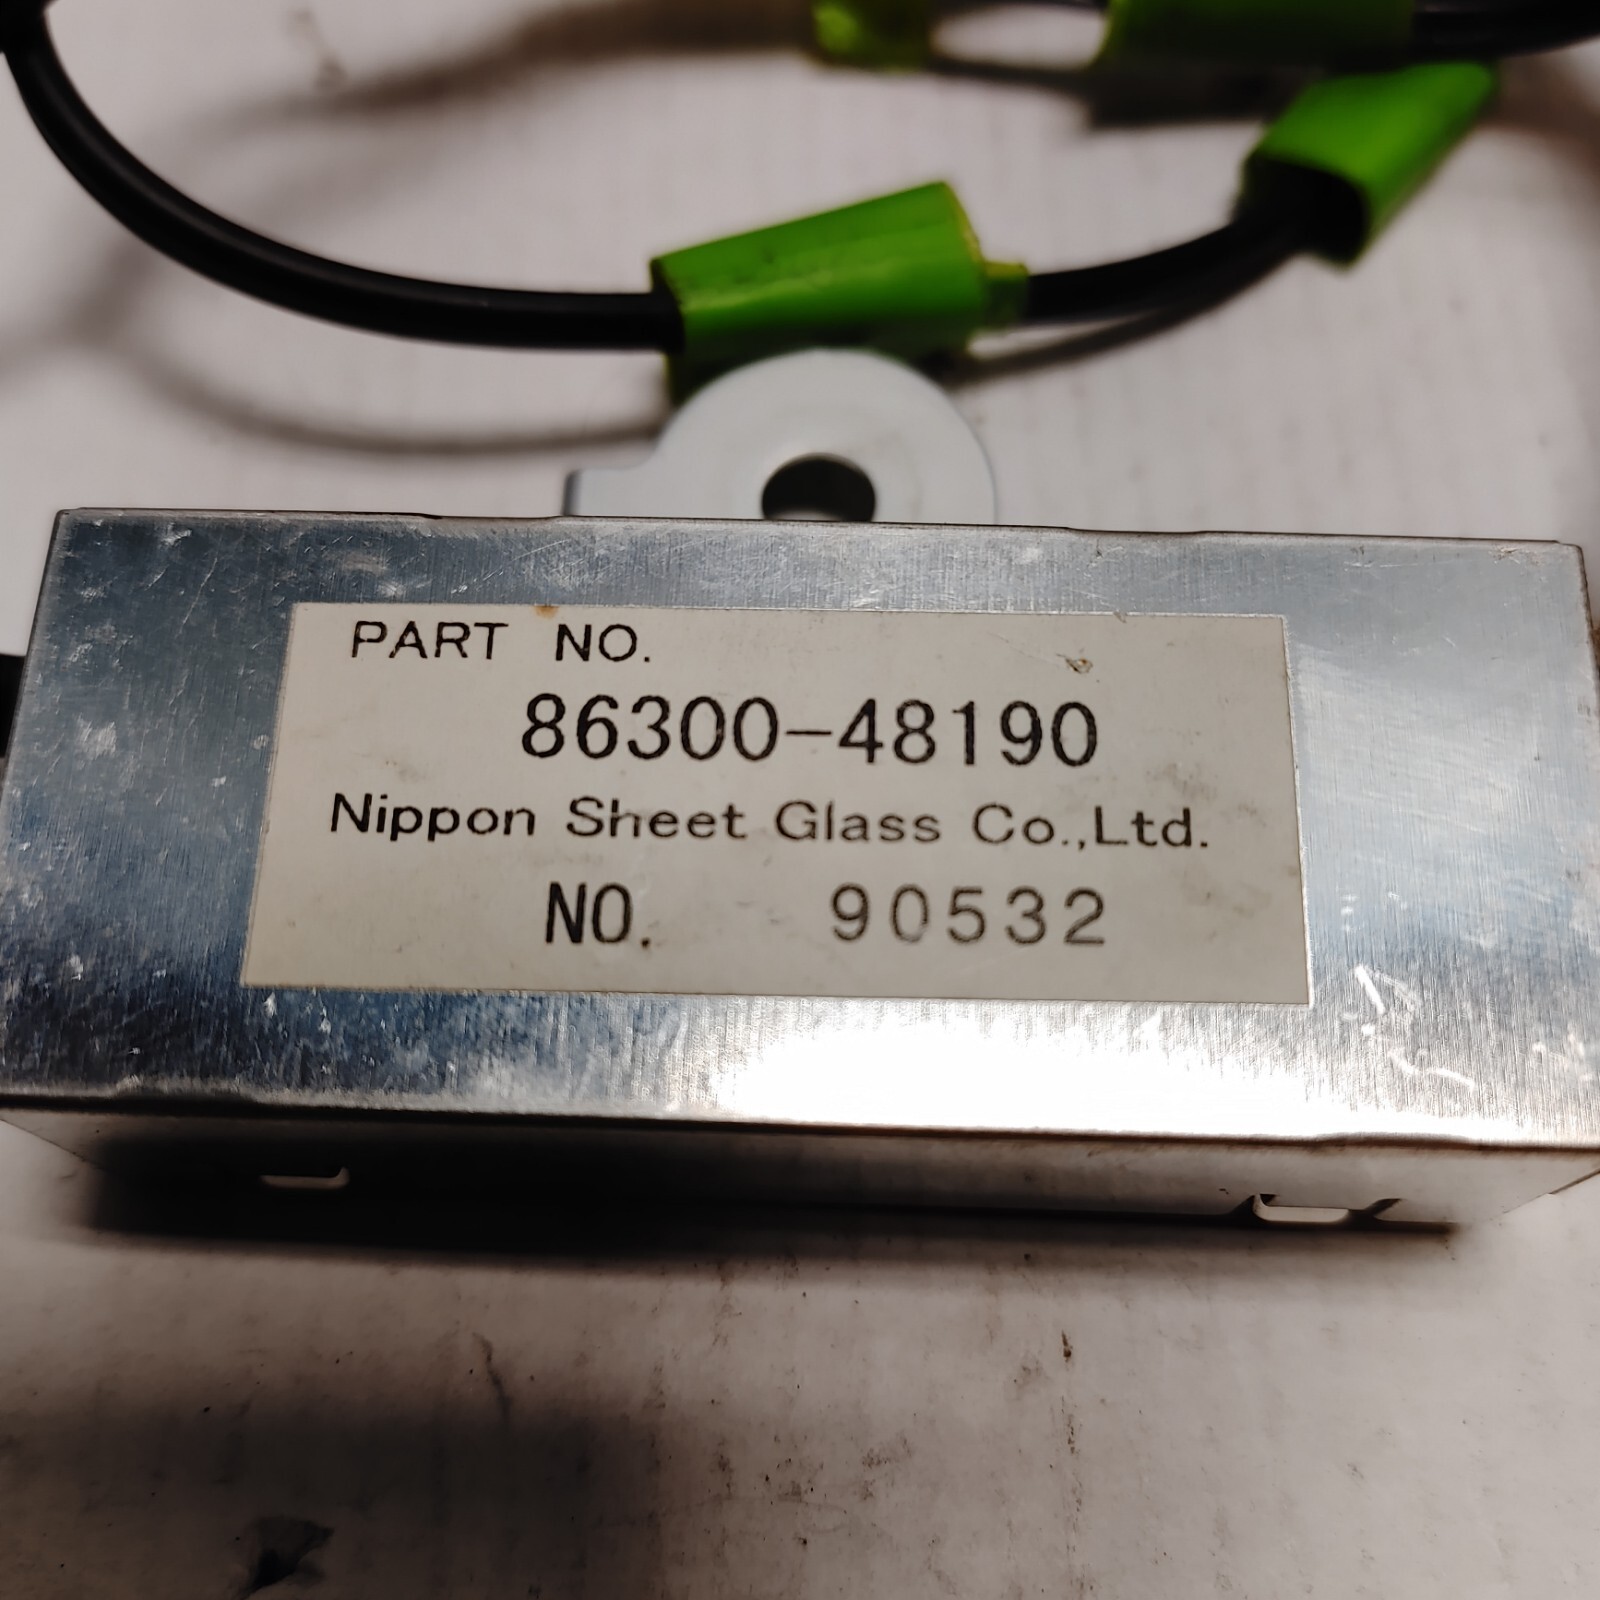 PART NO.
86300-48190
Nippon Sheet Glass Co.,Ltd.
NO. 90532